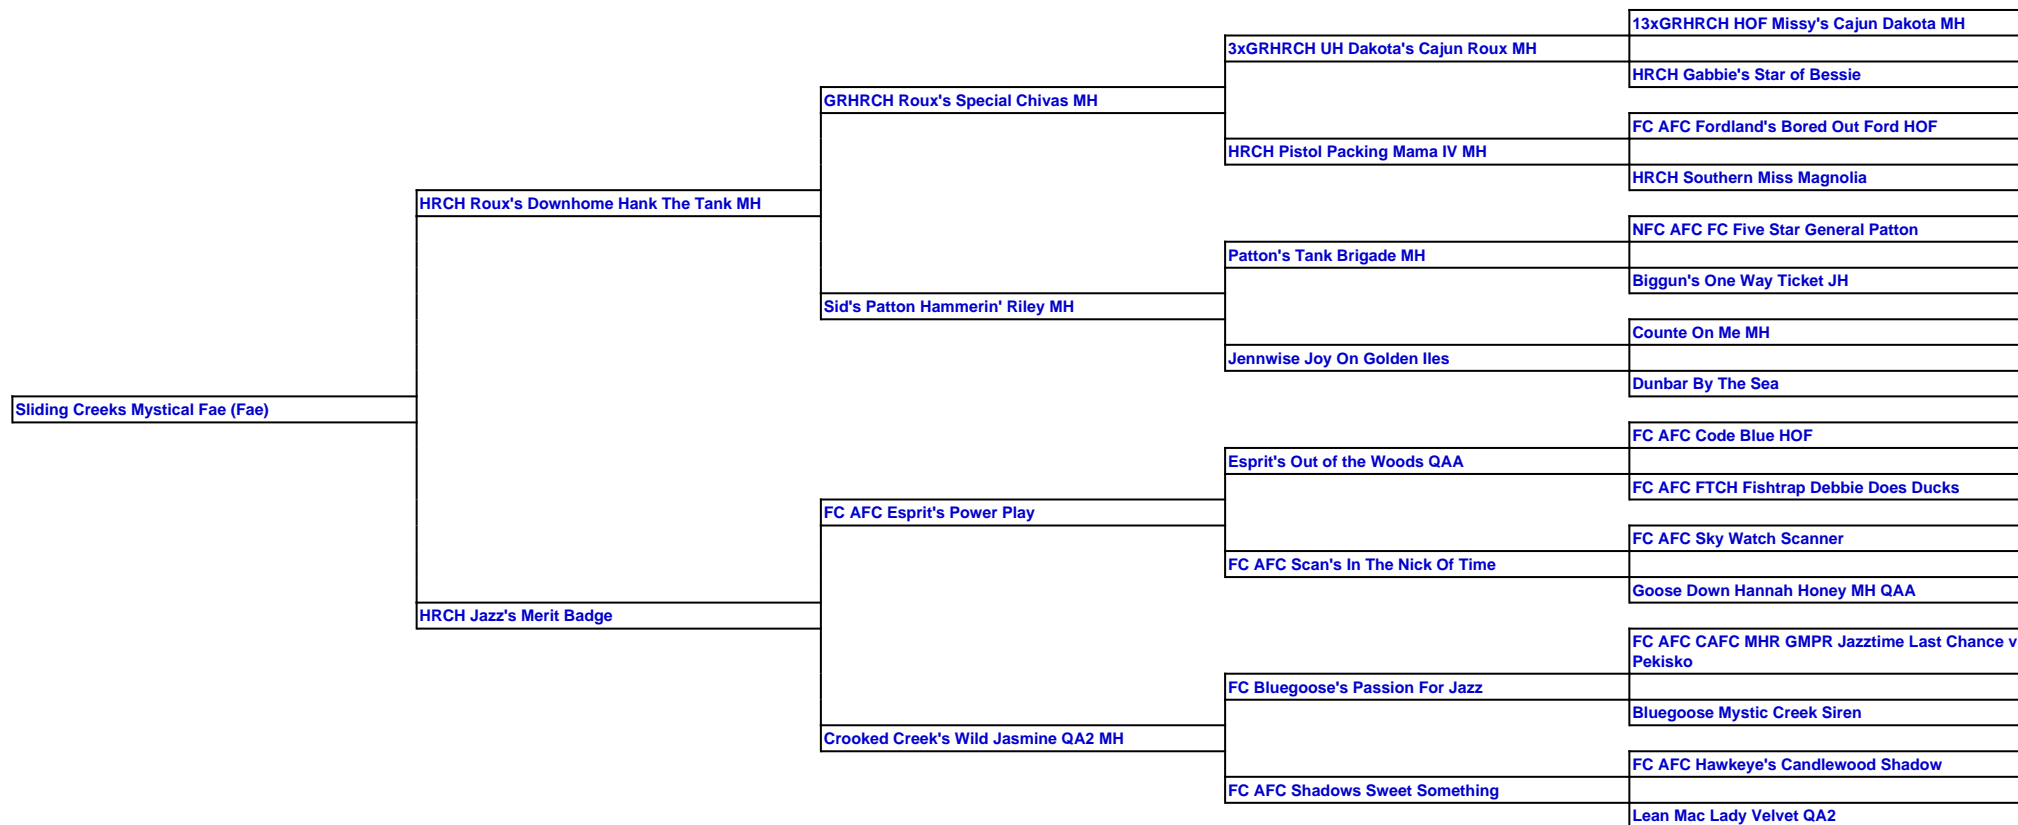 13xGRHRCH HOF Missy's Cajun Dakota MH
3xGRHRCH UH Dakota's Cajun Roux MH
HRCH Gabbie's Star of Bessie
GRHRCH Roux's Special Chivas MH
FC AFC Fordland's Bored Out Ford HOF
HRCH Pistol Packing Mama IV MH
HRCH Southern Miss Magnolia
HRCH Roux's Downhome Hank The Tank MH
NFC AFC FC Five Star General Patton
Patton's Tank Brigade MH
Biggun's One Way Ticket JH
Sid's Patton Hammerin' Riley MH
Counte On Me MH
Jennwise Joy On Golden Iles
Dunbar By The Sea
Sliding Creeks Mystical Fae (Fae)
FC AFC Code Blue HOF
Esprit's Out of the Woods QAA
FC AFC FTCH Fishtrap Debbie Does Ducks
FC AFC Esprit's Power Play
FC AFC Sky Watch Scanner
FC AFC Scan's In The Nick Of Time
Goose Down Hannah Honey MH QAA
HRCH Jazz's Merit Badge
FC AFC CAFC MHR GMPR Jazztime Last Chance v
Pekisko
FC Bluegoose's Passion For Jazz
Bluegoose Mystic Creek Siren
Crooked Creek's Wild Jasmine QA2 MH
FC AFC Hawkeye's Candlewood Shadow
FC AFC Shadows Sweet Something
Lean Mac Lady Velvet QA2